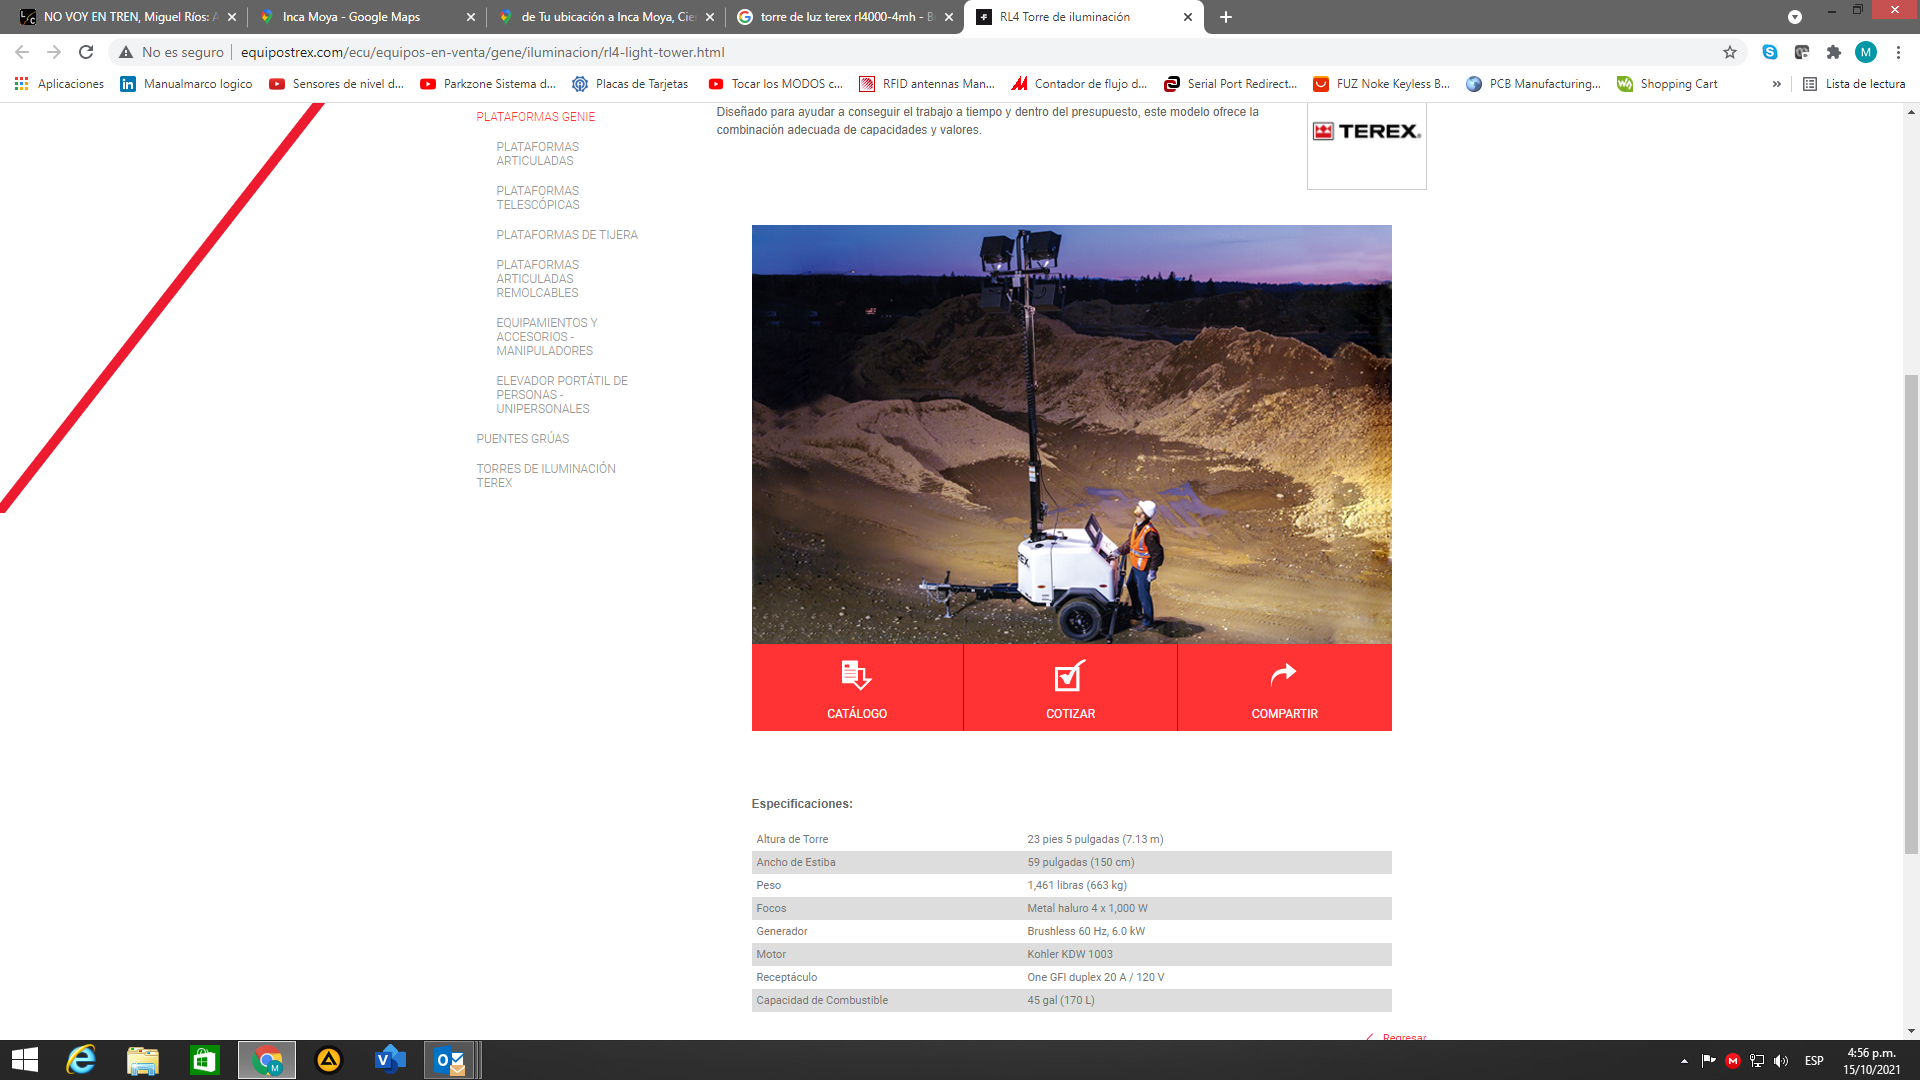 NO VOY EN TREN, Miguel Ríos: A
Inca Moya - Google Maps
de Tu ubicación a Inca Moya, Cie
torre de luz terex rl4000-4mh - B
RL4 Torre de iluminación
No es seguro
equipostrex.com/ecu/equipos-en-venta/gene/iluminacion/rl4-light-tower.html
M
Aplicaciones
Manualmarco logico
Sensores de nivel d...
Parkzone Sistema d...
Placas de Tarjetas
Tocar los MODOS c...
RFID antennas Man...
Contador de flujo d...
Serial Port Redirect...
FUZ Noke Keyless B...
PCB Manufacturing...
Shopping Cart
»
Lista de lectura
PLATAFORMAS GENIE
PLATAFORMAS
ARTICULADAS
PLATAFORMAS
TELESCÓPICAS
PLATAFORMAS DE TIJERA
PLATAFORMAS
ARTICULADAS
REMOLCABLES
EQUIPAMIENTOS Y
ACCESORIOS -
MANIPULADORES
ELEVADOR PORTÁTIL DE
PERSONAS -
UNIPERSONALES
PUENTES GRÚAS
TORRES DE ILUMINACIÓN
TEREX
Diseñado para ayudar a conseguir el trabajo a tiempo y dentro del presupuesto, este modelo ofrece la
combinación adecuada de capacidades y valores.
TEREX.
CATÁLOGO
COTIZAR
COMPARTIR
Especificaciones:
Altura de Torre 23 pies 5 pulgadas (7.13 m)
Ancho de Estiba 59 pulgadas (150 cm)
Peso 1,461 libras (663 kg)
Focos Metal haluro 4 x 1,000 W
Generador Brushless 60 Hz, 6.0 kW
Motor Kohler KDW 1003
Receptáculo One GFI duplex 20 A / 120 V
Capacidad de Combustible 45 gal (170 L)
Regresar
ESP
4:56 p.m.
15/10/2021